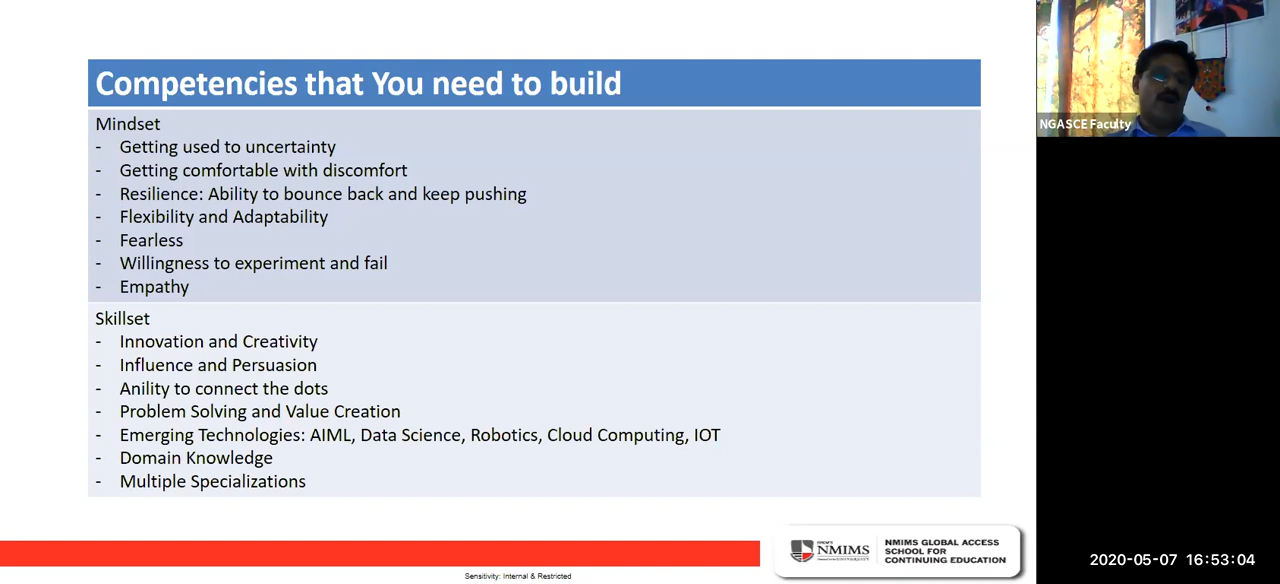 Competencies that You need to build
Mindset
- Getting used to uncertainty
- Getting comfortable with discomfort
- Resilience: Ability to bounce back and keep pushing
- Flexibility and Adaptability
- Fearless
- Willingness to experiment and fail
- Empathy
Skillset
- Innovation and Creativity
- Influence and Persuasion
- Anility to connect the dots
- Problem Solving and Value Creation
- Emerging Technologies: AIML, Data Science, Robotics, Cloud Computing, IOT
- Domain Knowledge
- Multiple Specializations
NGASCE Faculty
NMIMS
NMIMS GLOBAL ACCESS
SCHOOL FOR
CONTINUING EDUCATION
Sensitivity: Internal & Restricted
2020-05-07 16:53:04